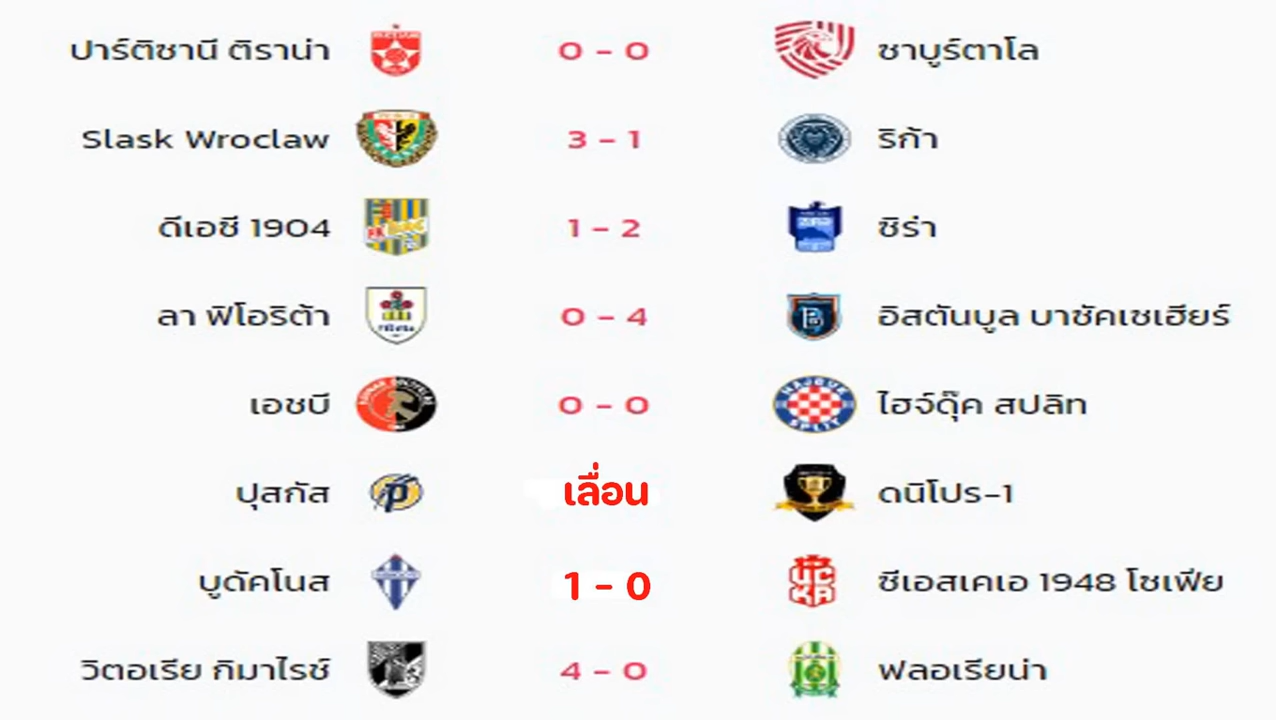 ปาร์ติซานี ติราน่า 0 - 0 ซาบูร์ตาโล
Slask Wroclaw 3 - 1 ริก้า
ดีเอซี 1904 1 - 2 ซิร่า
ลา ฟิโอริต้า 0 - 4 อิสตันบูล บาซัคเซเฮียร์
เอชบี 0 - 0 ไฮจ์ดุ๊ค สปลิท
ปุสกัส เลื่อน ดนิโปร-1
บูดัคโนส 1 - 0 ซีเอสเคเอ 1948 โซเฟีย
วิตอเรีย กิมาไรซ์ 4 - 0 ฟลอเรียน่า